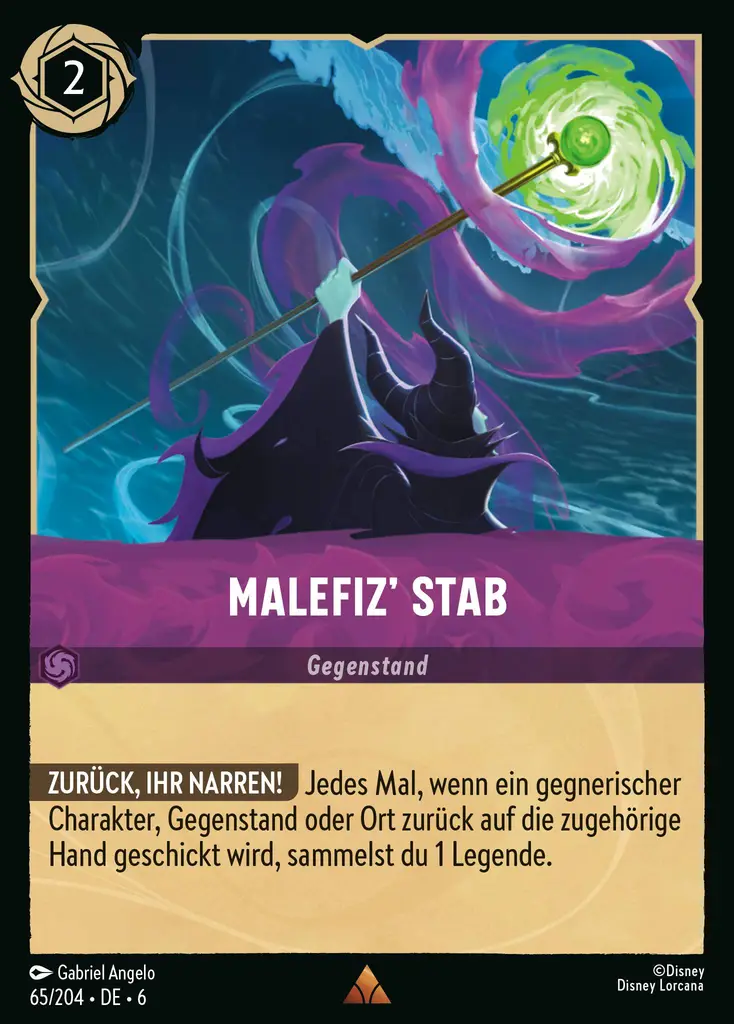 2
MALEFIZ’ STAB
Gegenstand
ZURÜCK, IHR NARREN! Jedes Mal, wenn ein gegnerischer
Charakter, Gegenstand oder Ort zurück auf die zugehörige
Hand geschickt wird, sammelst du 1 Legende.
Gabriel Angelo
©Disney
65/204 • DE • 6
Disney Lorcana